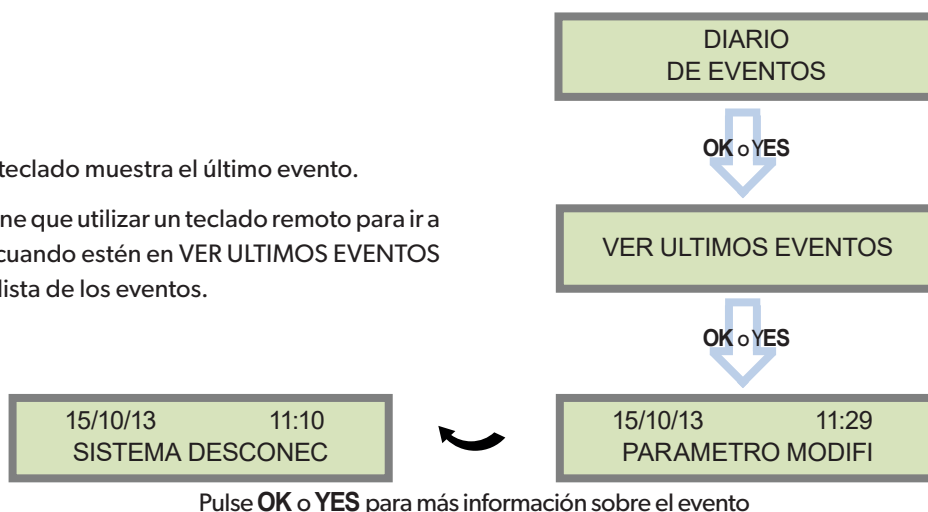 DIARIO
DE EVENTOS
OK o YES
teclado muestra el último evento.
ne que utilizar un teclado remoto para ir a
cuando estén en VER ULTIMOS EVENTOS
lista de los eventos.
VER ULTIMOS EVENTOS
OK o YES
15/10/13 11:10
SISTEMA DESCONEC
15/10/13 11:29
PARAMETRO MODIFI
Pulse OK o YES para más información sobre el evento